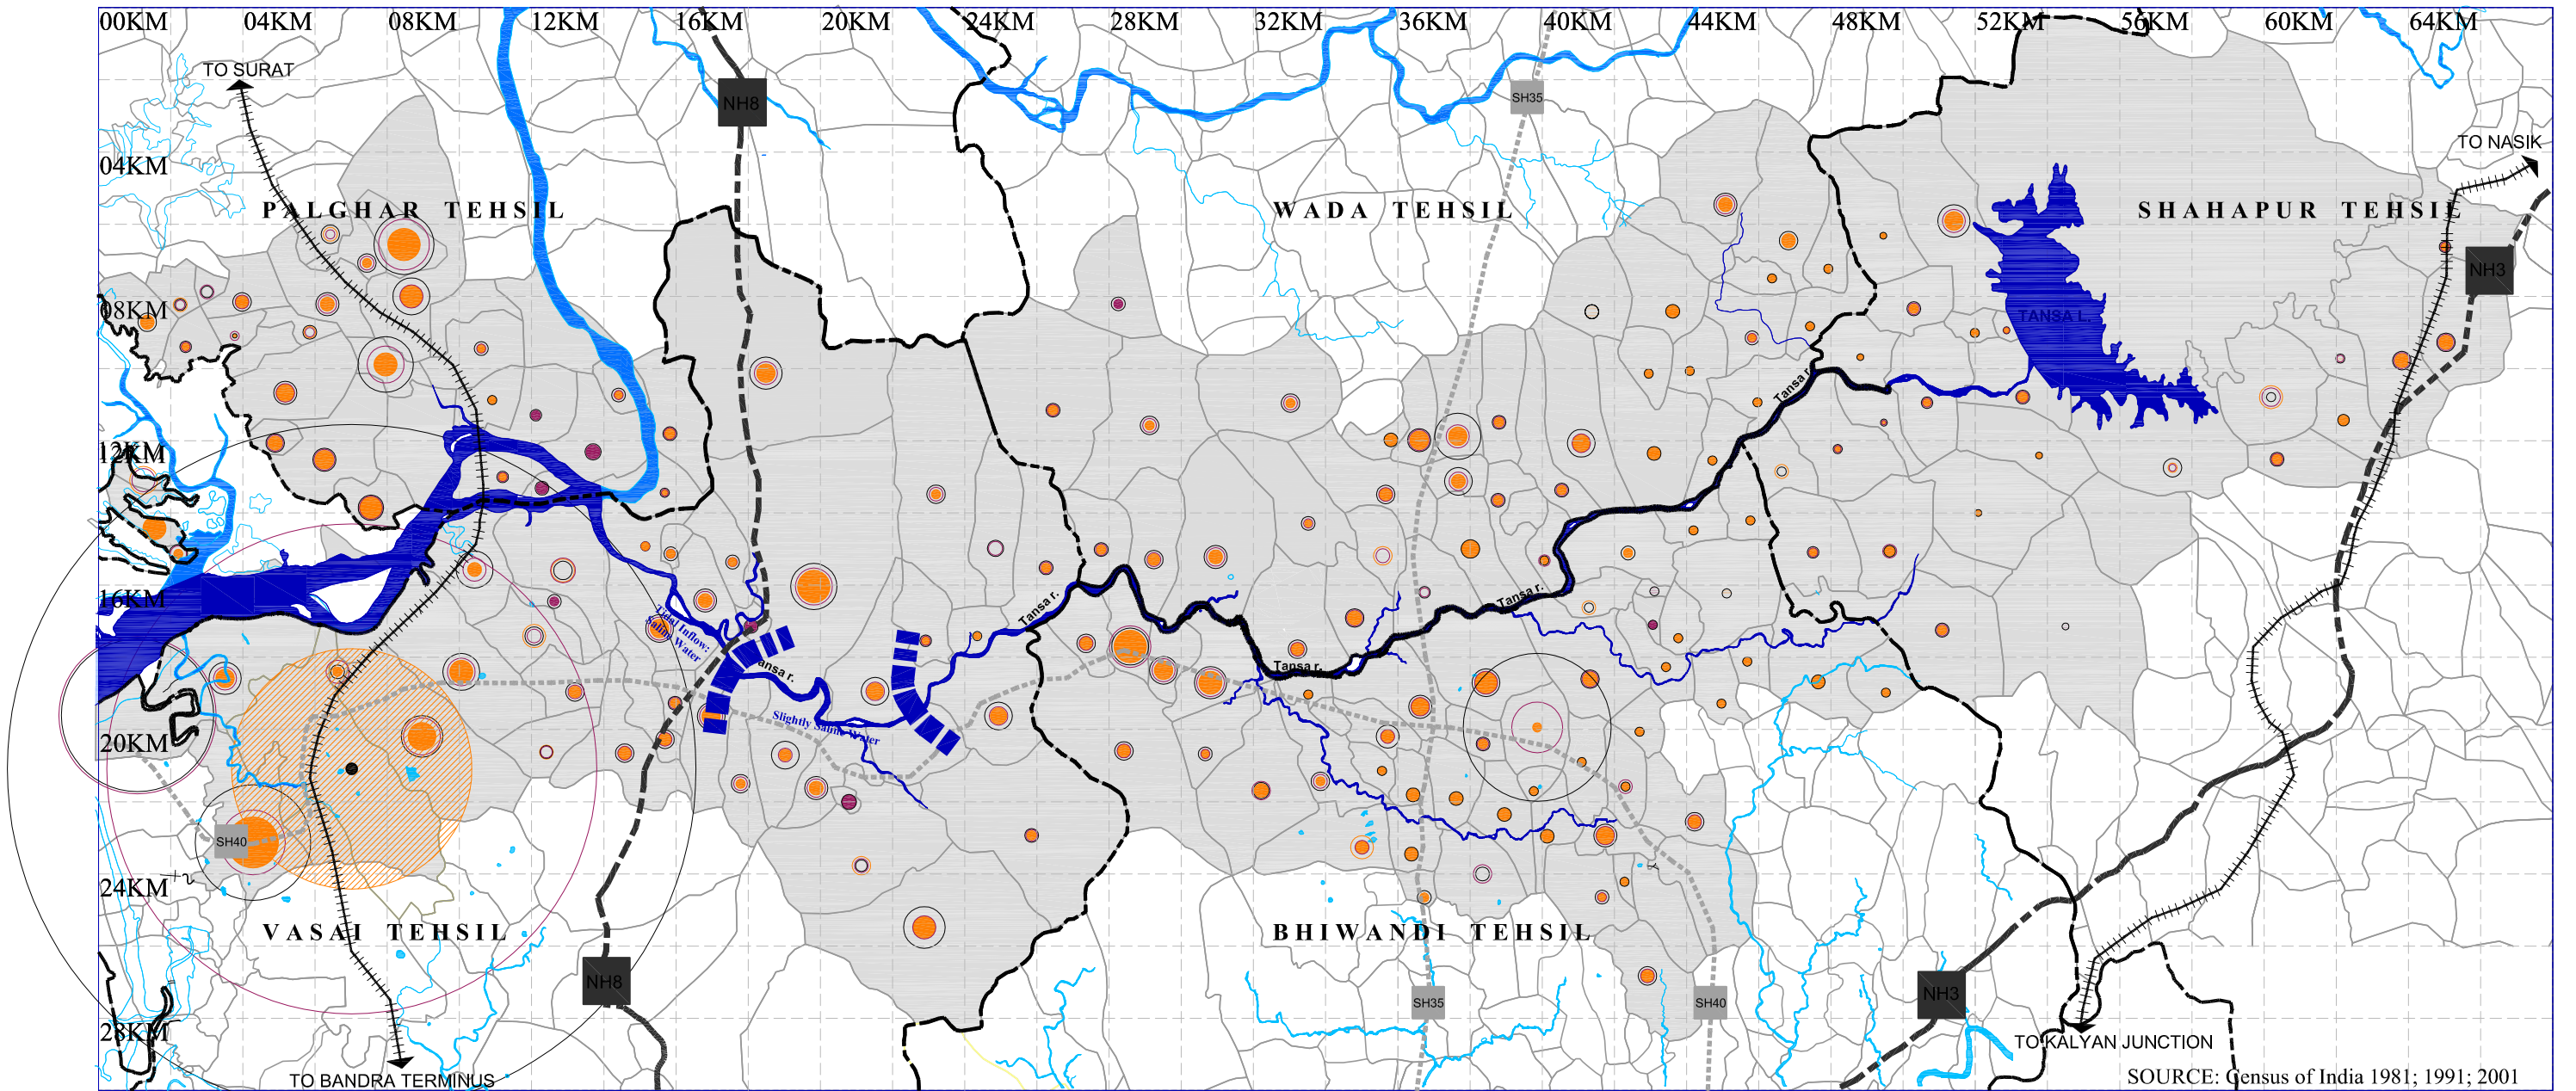 00KM 04KM 08KM 12KM 16KM 20KM 24KM 28KM 32KM 36KM 40KM 44KM 48KM 52KM 56KM 60KM 64KM
TO SURAT
NH8
SH35
TO NASIK
04KM
PALGHAR TEHSIL
WADA TEHSIL
SHAHAPUR TEHSIL
NH3
08KM
TANSA L.
Tansa r.
12KM
16KM
Tansa r.
Tansa r.
Tidal Inflow:
Saline Water
Tansa r.
Tansa r.
Slightly Saline Water
20KM
SH40
24KM
VASAI TEHSIL
BHIWANDI TEHSIL
NH8
SH35
SH40
NH3
28KM
TO KALYAN JUNCTION
TO BANDRA TERMINUS
SOURCE: Census of India 1981; 1991; 2001